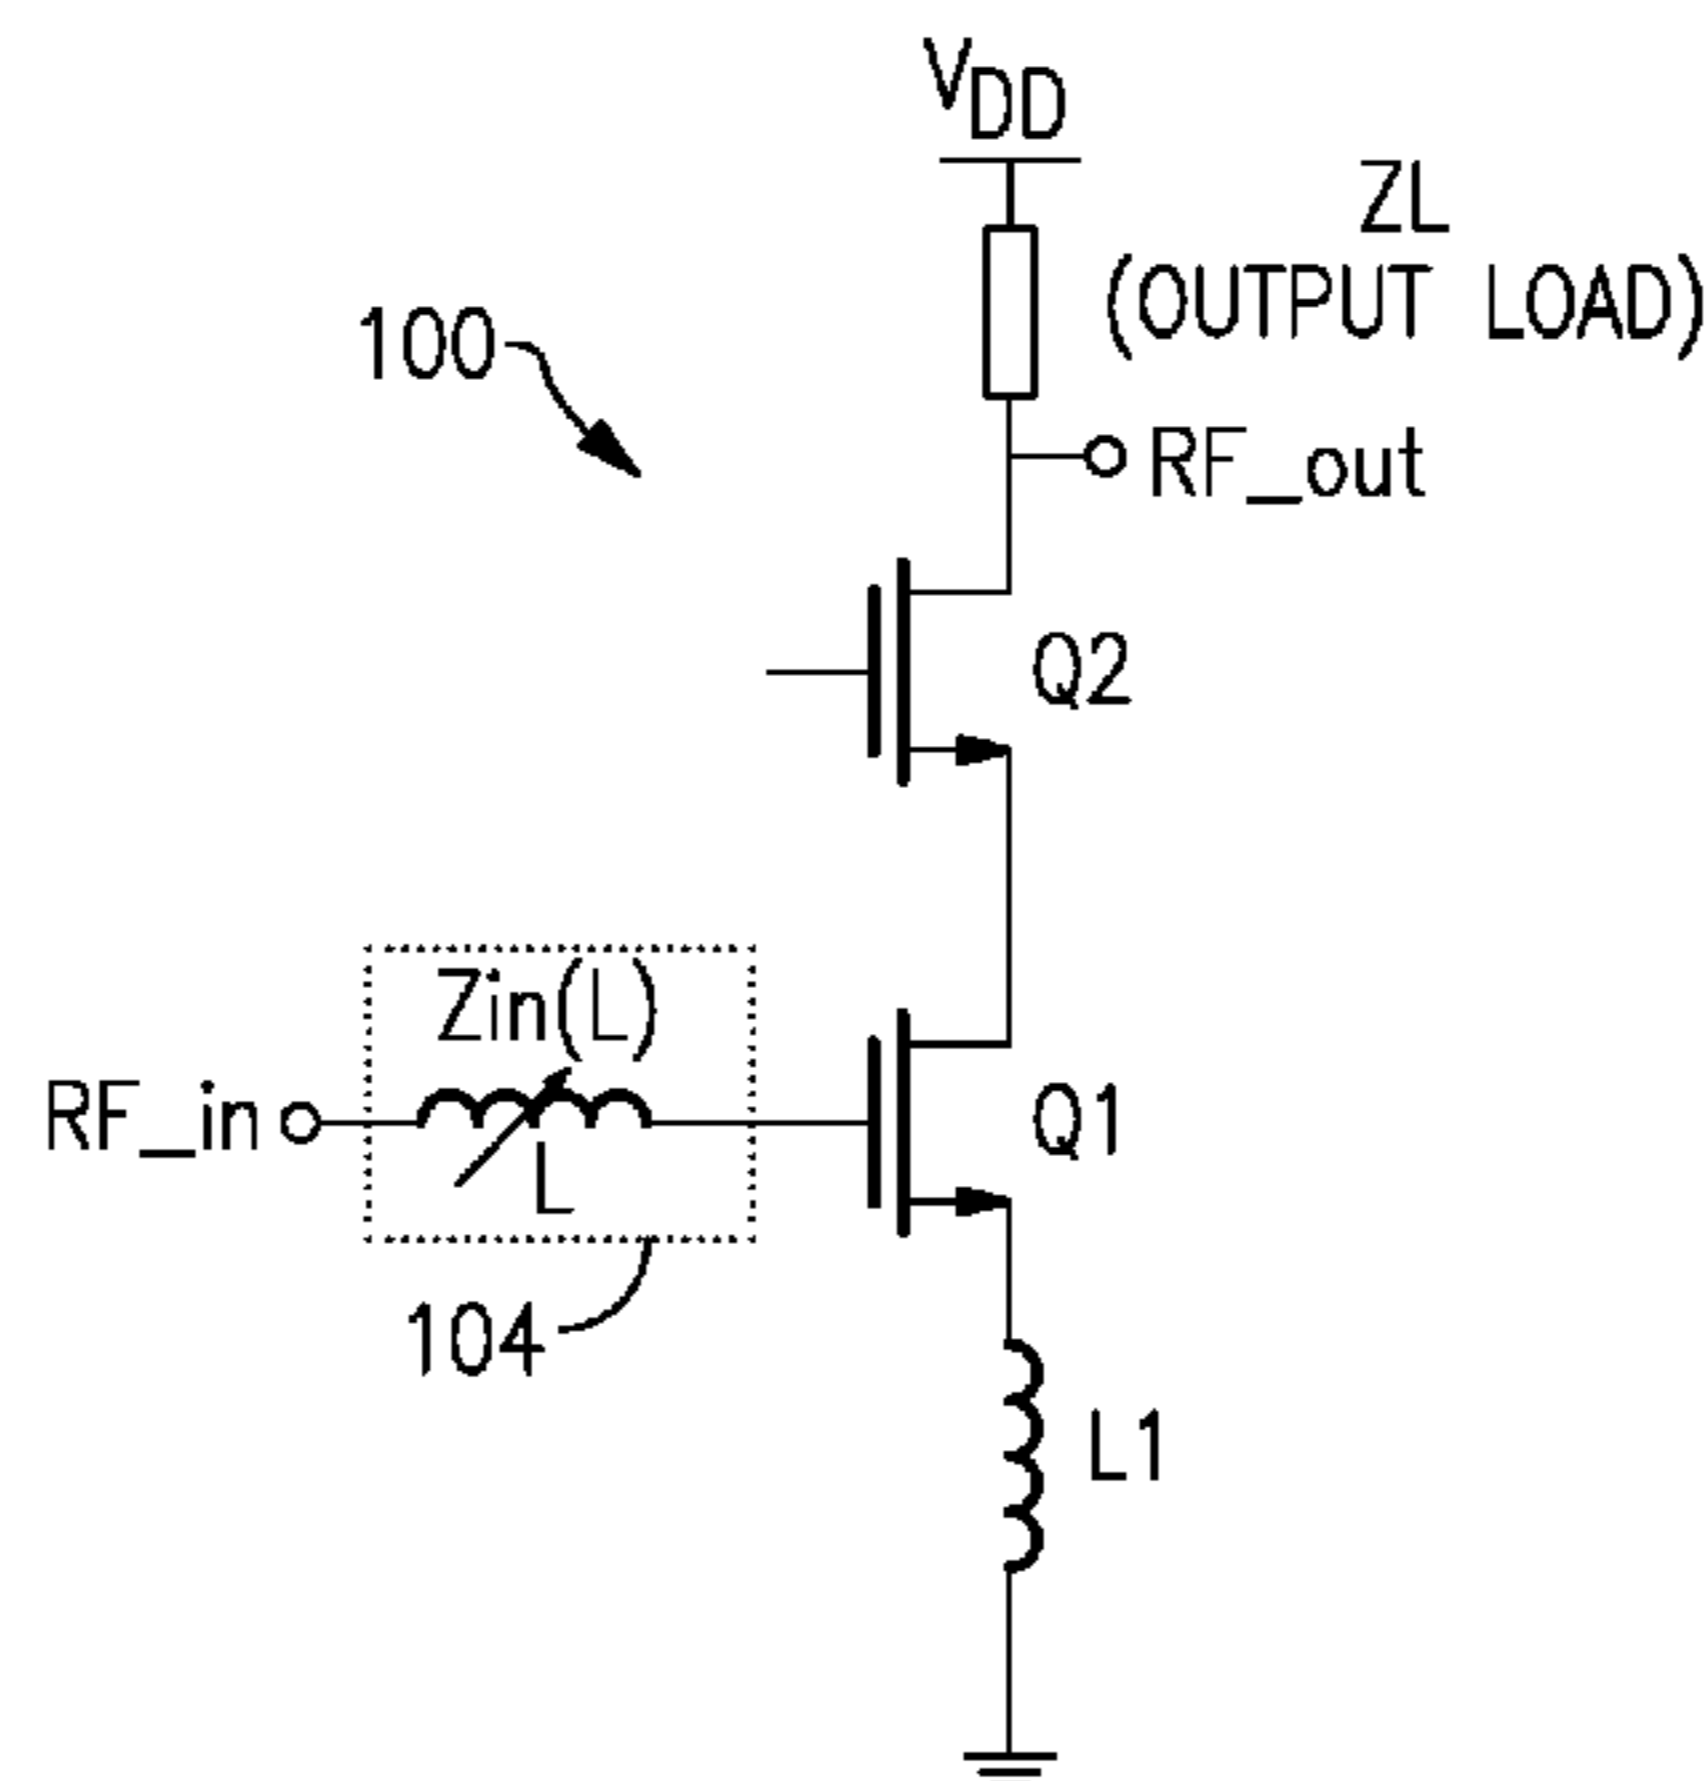 VDD
ZL
(OUTPUT LOAD)
100
RF_out
Q2
Zin(L)
RF_in
L
Q1
104
L1